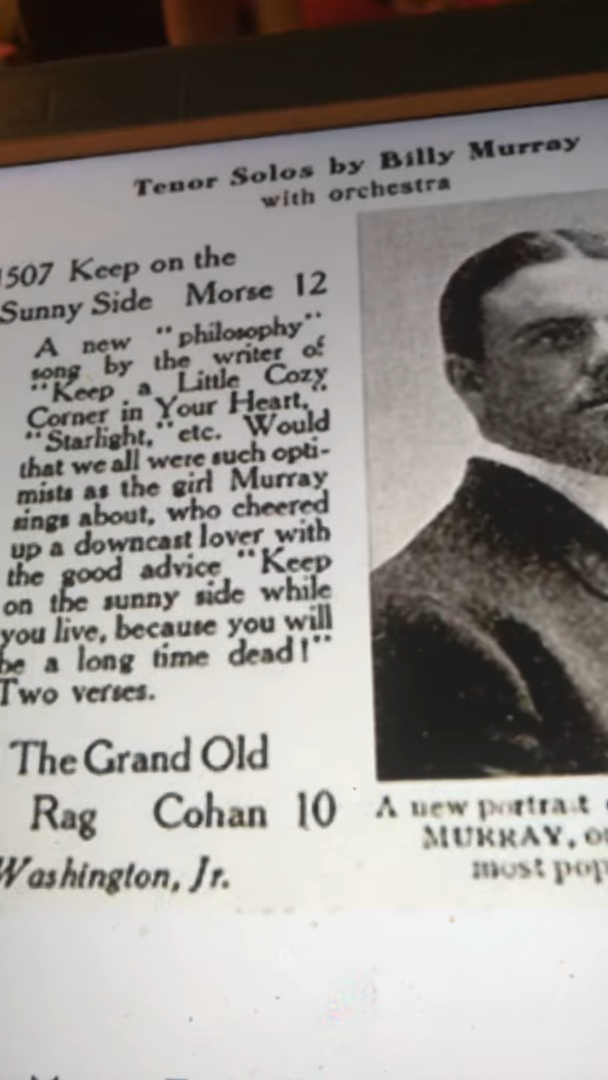 Tenor Solos by Billy Murray
with orchestra
1507 Keep on the
Sunny Side Morse 12
A new "philosophy"
song by the writer of
"Keep a Little Cozy
Corner in Your Heart,"
"Starlight," etc. Would
that we all were such opti-
mists as the girl Murray
sings about, who cheered
up a downcast lover with
the good advice "Keep
on the sunny side while
you live, because you will
be a long time dead!"
Two verses.
The Grand Old
Rag Cohan 10
Washington, Jr.
A new portrait
MURRAY,
most